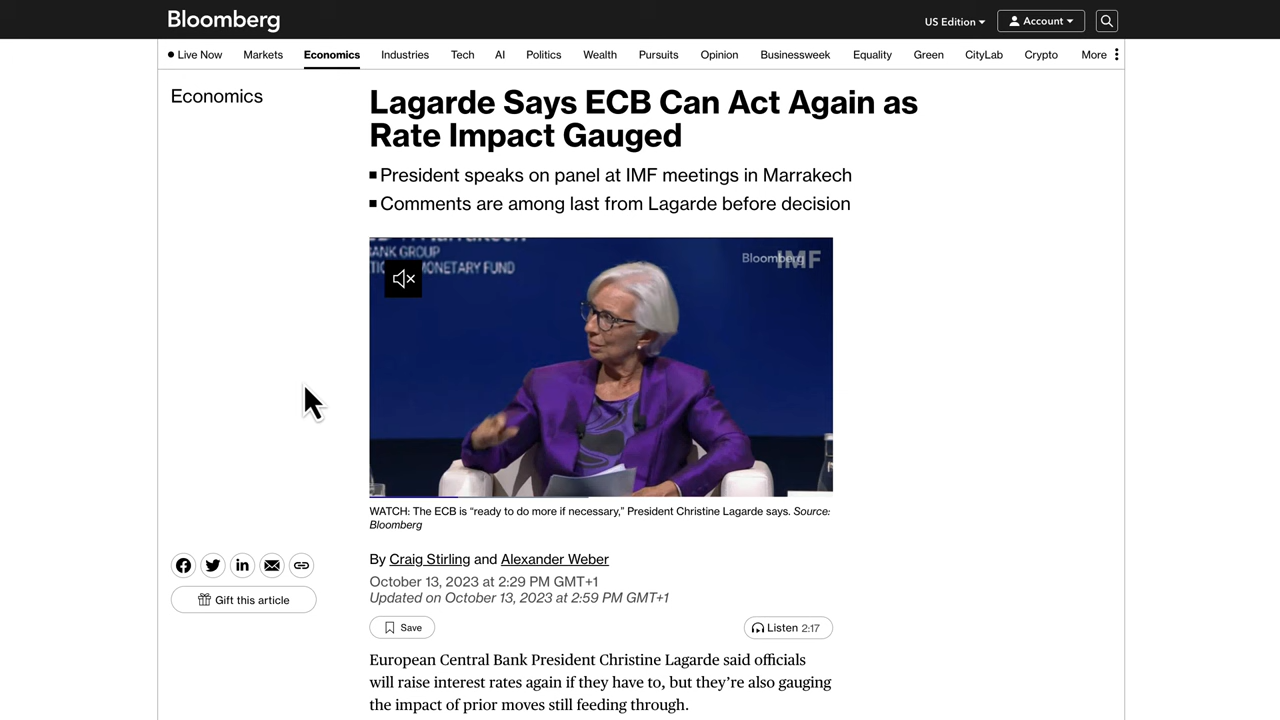 Bloomberg
US Edition
Account
Live Now
Markets
Economics
Industries
Tech
AI
Politics
Wealth
Pursuits
Opinion
Businessweek
Equality
Green
CityLab
Crypto
More
Economics
Lagarde Says ECB Can Act Again as
Rate Impact Gauged
President speaks on panel at IMF meetings in Marrakech
Comments are among last from Lagarde before decision
ANK GROUP
ONETARY FUND
Bloomberg
IMF
WATCH: The ECB is “ready to do more if necessary,” President Christine Lagarde says. Source:
Bloomberg
By Craig Stirling and Alexander Weber
October 13, 2023 at 2:29 PM GMT+1
Updated on October 13, 2023 at 2:59 PM GMT+1
Gift this article
Save
Listen 2:17
European Central Bank President Christine Lagarde said officials
will raise interest rates again if they have to, but they’re also gauging
the impact of prior moves still feeding through.